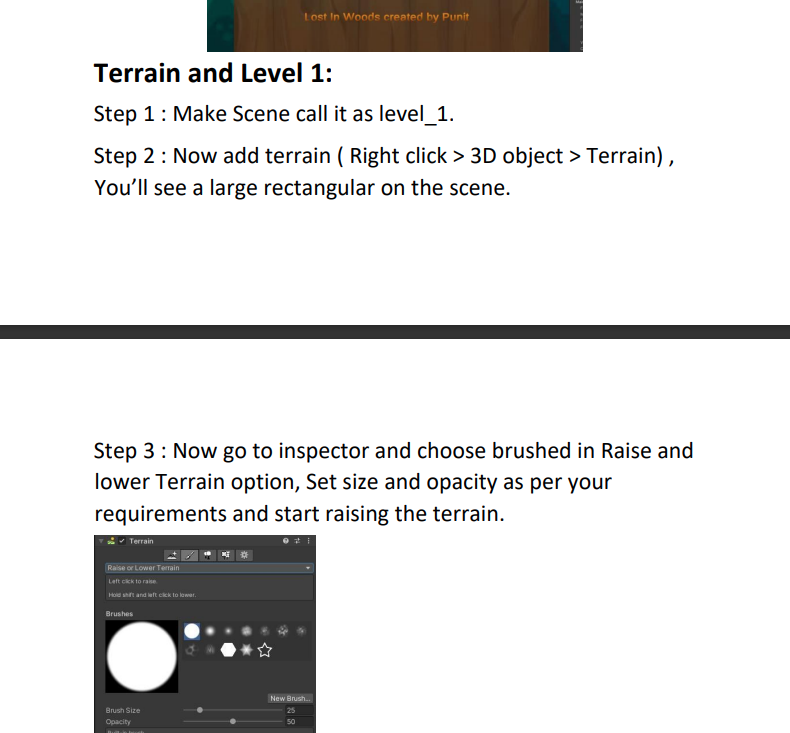 Lost In Woods created by Punit
Terrain and Level 1:
Step 1 : Make Scene call it as level_1.
Step 2 : Now add terrain ( Right click > 3D object > Terrain) ,
You’ll see a large rectangular on the scene.
Step 3 : Now go to inspector and choose brushed in Raise and
lower Terrain option, Set size and opacity as per your
requirements and start raising the terrain.
Terrain
Raise or Lower Terrain
Left click to raise.
Hold shift and left click to lower.
Brushes
New Brush...
Brush Size 25
Opacity 50